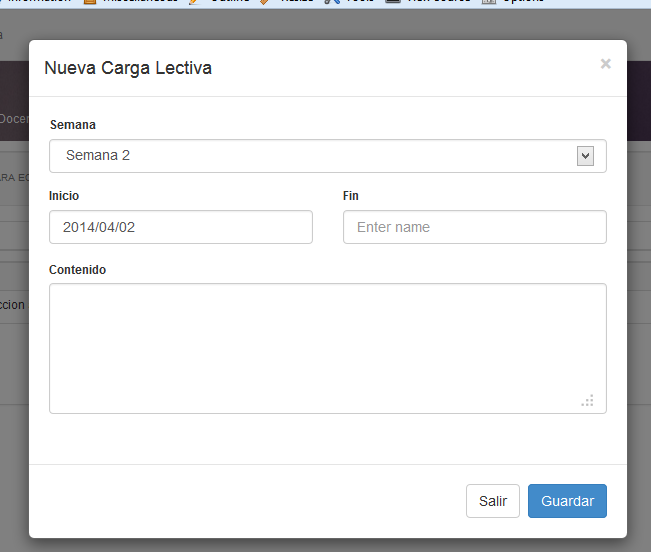 Nueva Carga Lectiva ×
Semana
Semana 2
Inicio Fin
2014/04/02 Enter name
Contenido
Salir Guardar